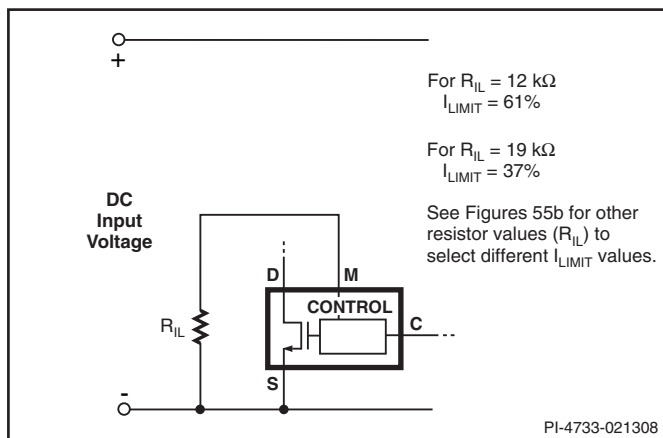 +
For R_IL = 12 kΩ
I_LIMIT = 61%
For R_IL = 19 kΩ
I_LIMIT = 37%
See Figures 55b for other
resistor values (R_IL) to
select different I_LIMIT values.
DC
Input
Voltage
D M
CONTROL
C
R_IL
S
-
PI-4733-021308